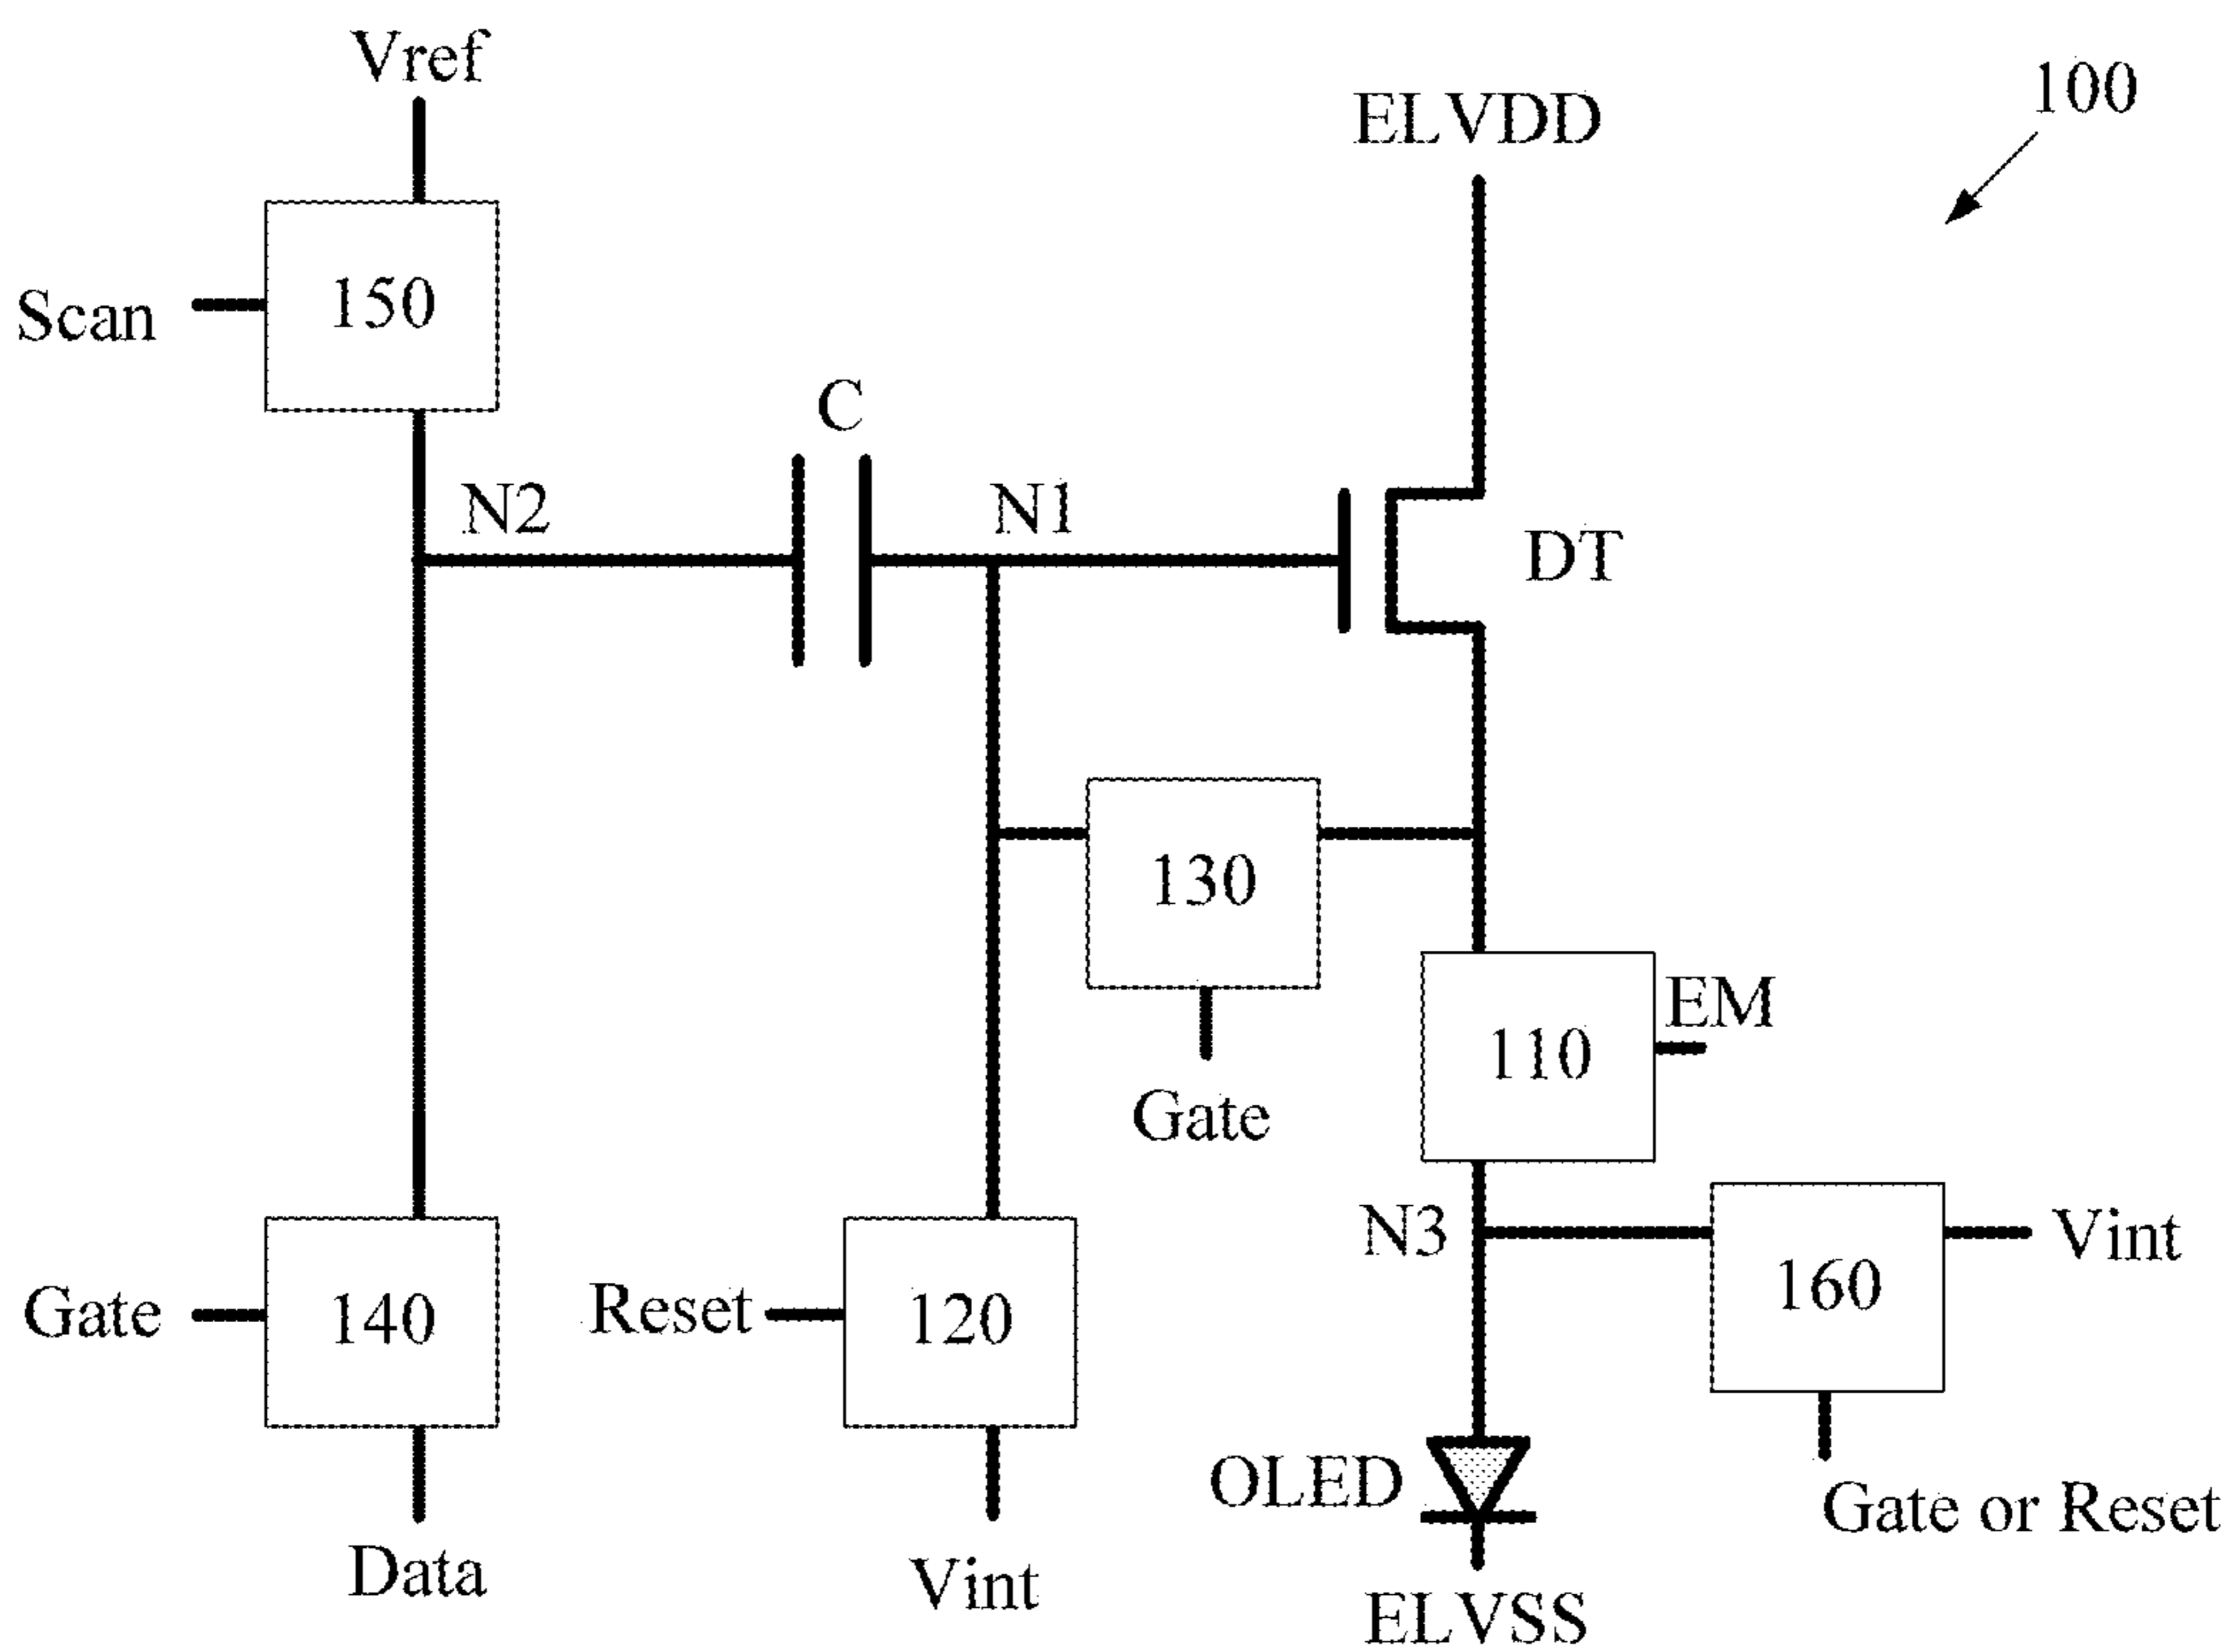 Vref
ELVDD
100
150
Scan
C
N2
N1
DT
130
EM
110
Gate
N3
Vint
160
Gate
140
Reset
120
OLED
Gate or Reset
Data
Vint
ELVSS